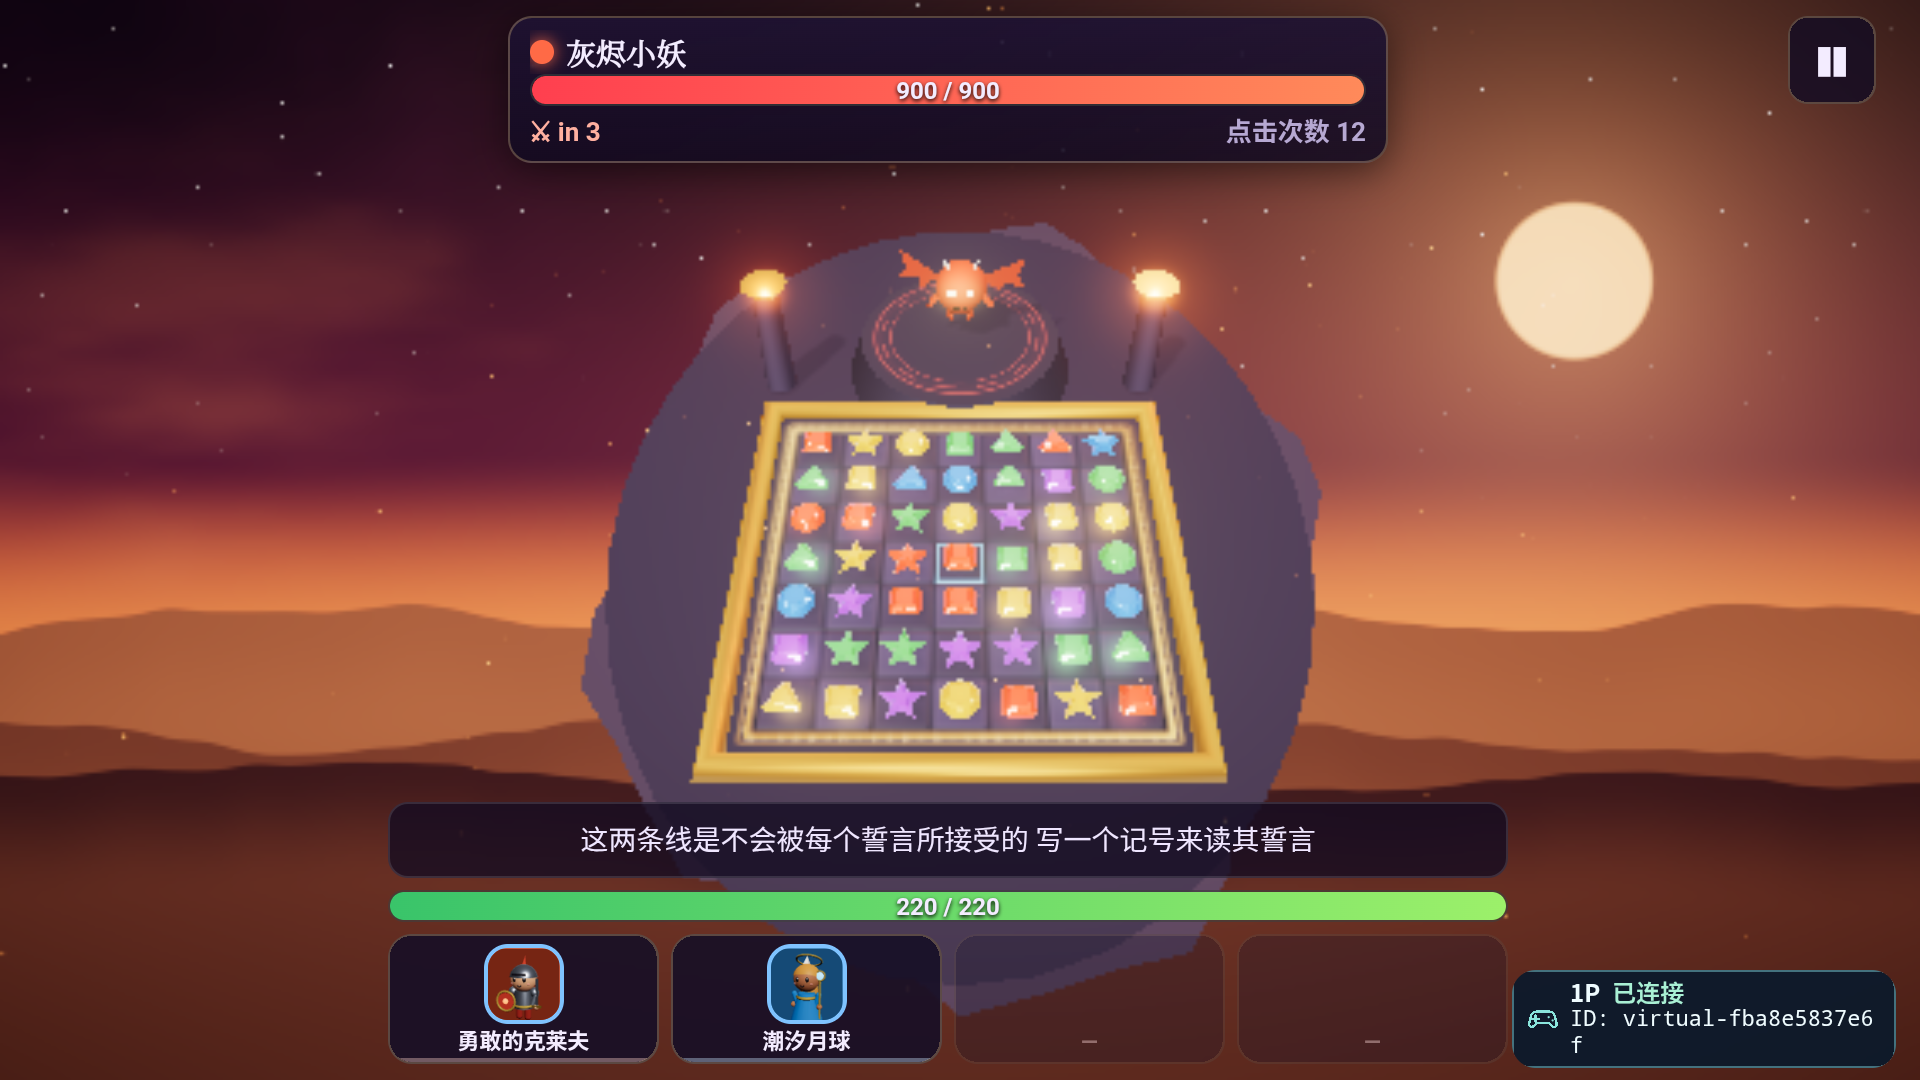 灰烬小妖
900 / 900
in 3
点击次数 12
这两条线是不会被每个誓言所接受的 写一个记号来读其誓言
220 / 220
勇敢的克莱夫
潮汐月球
–
–
1P 已连接
ID: virtual-fba8e5837e6
f